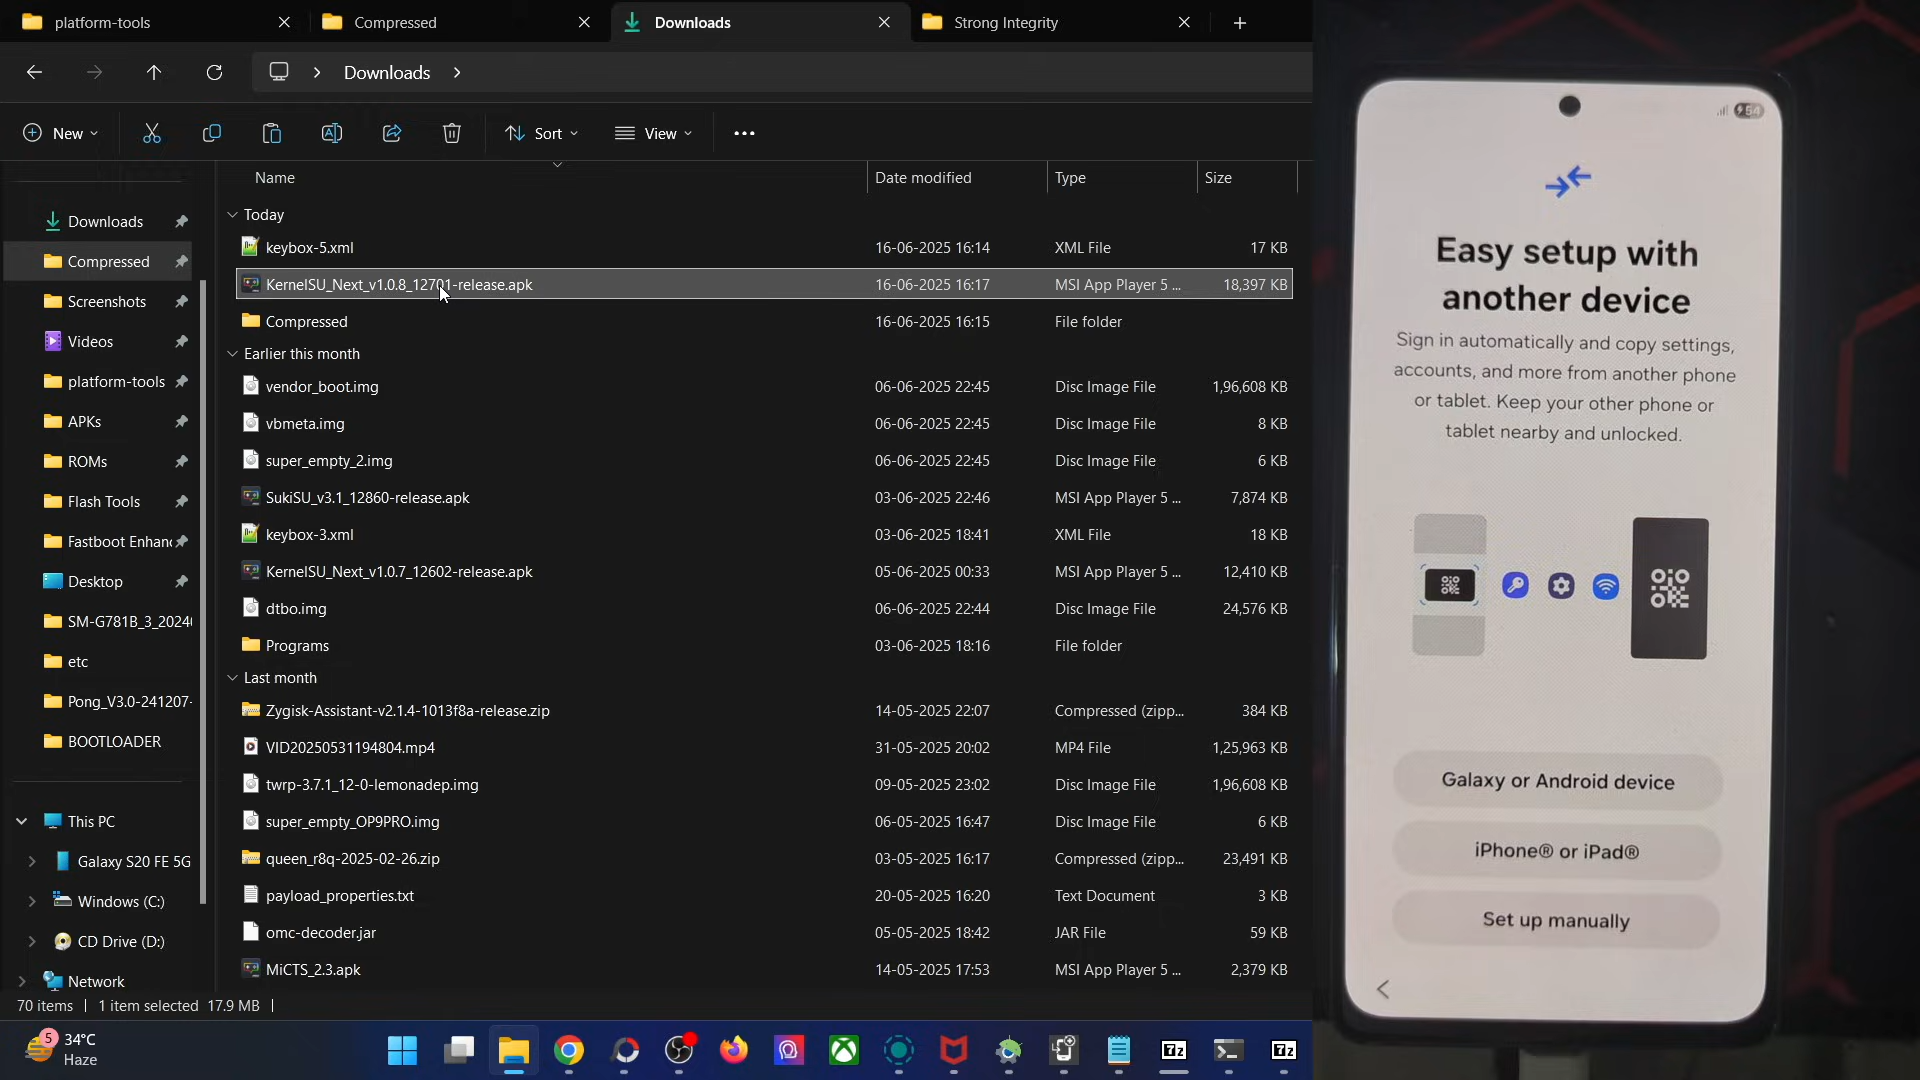 platform-tools
Compressed
Downloads
Strong Integrity
Downloads
New
Sort
View
Name
Date modified
Type
Size
Downloads
Compressed
Screenshots
Videos
platform-tools
APKs
ROMs
Flash Tools
Fastboot Enhanc
Desktop
SM-G781B_3_2024
etc
Pong_V3.0-241207-
BOOTLOADER
This PC
Galaxy S20 FE 5G
Windows (C:)
CD Drive (D:)
Network
Today
keybox-5.xml 16-06-2025 16:14 XML File 17 KB
KernelSU_Next_v1.0.8_12701-release.apk 16-06-2025 16:17 MSI App Player 5 ... 18,397 KB
Compressed 16-06-2025 16:15 File folder
Earlier this month
vendor_boot.img 06-06-2025 22:45 Disc Image File 1,96,608 KB
vbmeta.img 06-06-2025 22:45 Disc Image File 8 KB
super_empty_2.img 06-06-2025 22:45 Disc Image File 6 KB
SukiSU_v3.1_12860-release.apk 03-06-2025 22:46 MSI App Player 5 ... 7,874 KB
keybox-3.xml 03-06-2025 18:41 XML File 18 KB
KernelSU_Next_v1.0.7_12602-release.apk 05-06-2025 00:33 MSI App Player 5 ... 12,410 KB
dtbo.img 06-06-2025 22:44 Disc Image File 24,576 KB
Programs 03-06-2025 18:16 File folder
Last month
Zygisk-Assistant-v2.1.4-1013f8a-release.zip 14-05-2025 22:07 Compressed (zipp... 384 KB
VID20250531194804.mp4 31-05-2025 20:02 MP4 File 1,25,963 KB
twrp-3.7.1_12-0-lemonadep.img 09-05-2025 23:02 Disc Image File 1,96,608 KB
super_empty_OP9PRO.img 06-05-2025 16:47 Disc Image File 6 KB
queen_r8q-2025-02-26.zip 03-05-2025 16:17 Compressed (zipp... 23,491 KB
payload_properties.txt 20-05-2025 16:20 Text Document 3 KB
omc-decoder.jar 05-05-2025 18:42 JAR File 59 KB
MiCTS_2.3.apk 14-05-2025 17:53 MSI App Player 5 ... 2,379 KB
70 items 1 item selected 17.9 MB
5
34°C
Haze
7z
7z
54
Easy setup with
another device
Sign in automatically and copy settings,
accounts, and more from another phone
or tablet. Keep your other phone or
tablet nearby and unlocked.
Galaxy or Android device
iPhone® or iPad®
Set up manually